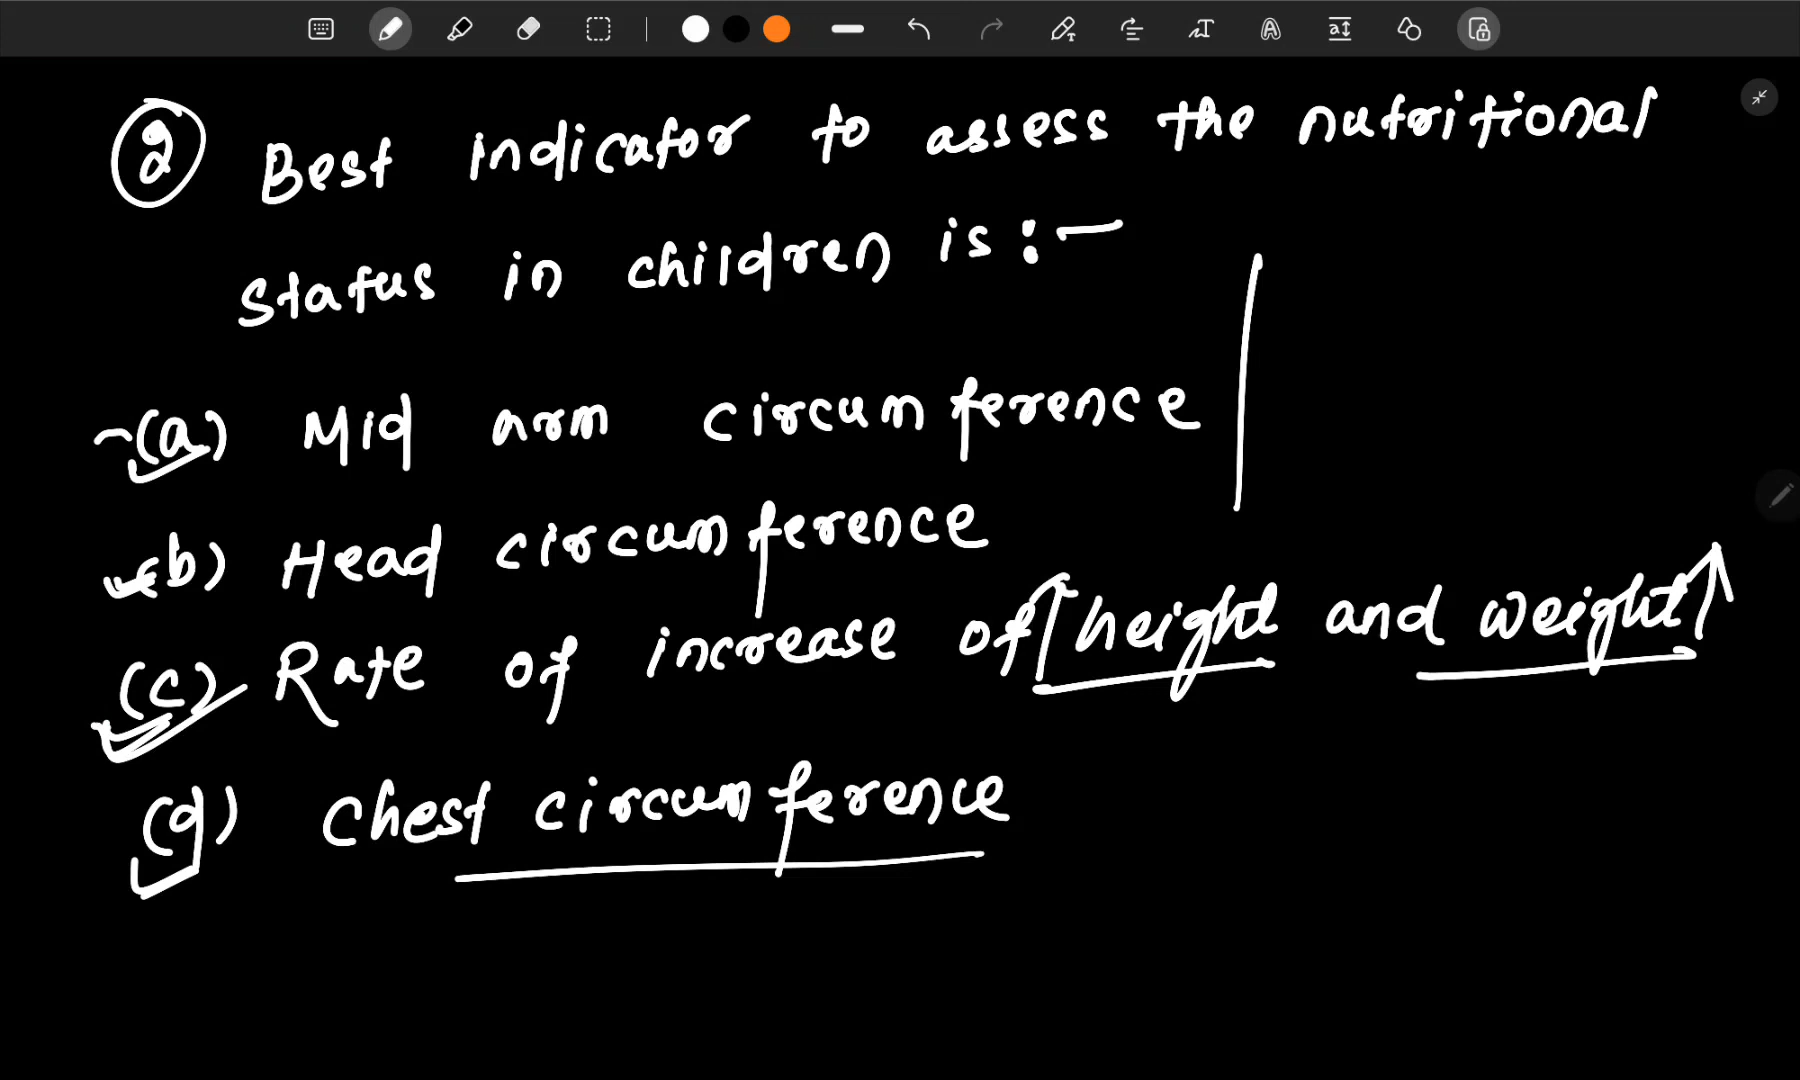 ② Best indicator to assess the nutritional
status in children is :-
(a) Mid arm circumference
(b) Head circumference
(c) Rate of increase of height and weight
(d) Chest circumference